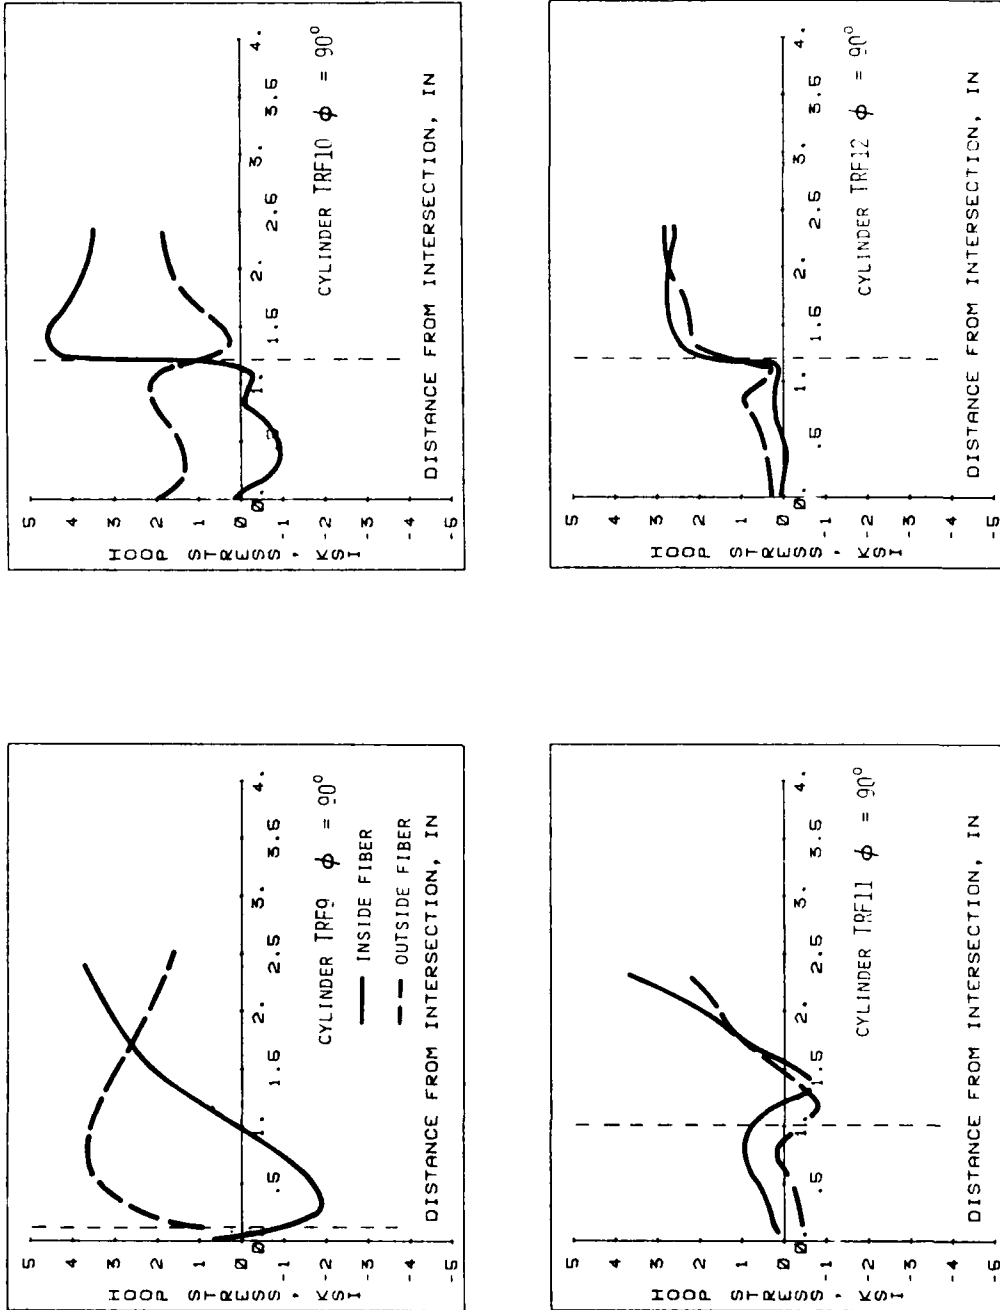 CYLINDER TRF9 ϕ = 90°
INSIDE FIBER
OUTSIDE FIBER
HOOP STRESS, KSI
5
4
3
2
1
0
-1
-2
-3
-4
-5
0. .5 1. 1.5 2. 2.5 3. 3.5 4.
DISTANCE FROM INTERSECTION, IN
CYLINDER TRF10 ϕ = 90°
HOOP STRESS, KSI
5
4
3
2
1
0
-1
-2
-3
-4
-5
0. .5 1. 1.5 2. 2.5 3. 3.5 4.
DISTANCE FROM INTERSECTION, IN
CYLINDER TRF11 ϕ = 90°
HOOP STRESS, KSI
5
4
3
2
1
0
-1
-2
-3
-4
-5
0. .5 1. 1.5 2. 2.5 3. 3.5 4.
DISTANCE FROM INTERSECTION, IN
CYLINDER TRF12 ϕ = 90°
HOOP STRESS, KSI
5
4
3
2
1
0
-1
-2
-3
-4
-5
0. .5 1. 1.5 2. 2.5 3. 3.5 4.
DISTANCE FROM INTERSECTION, IN